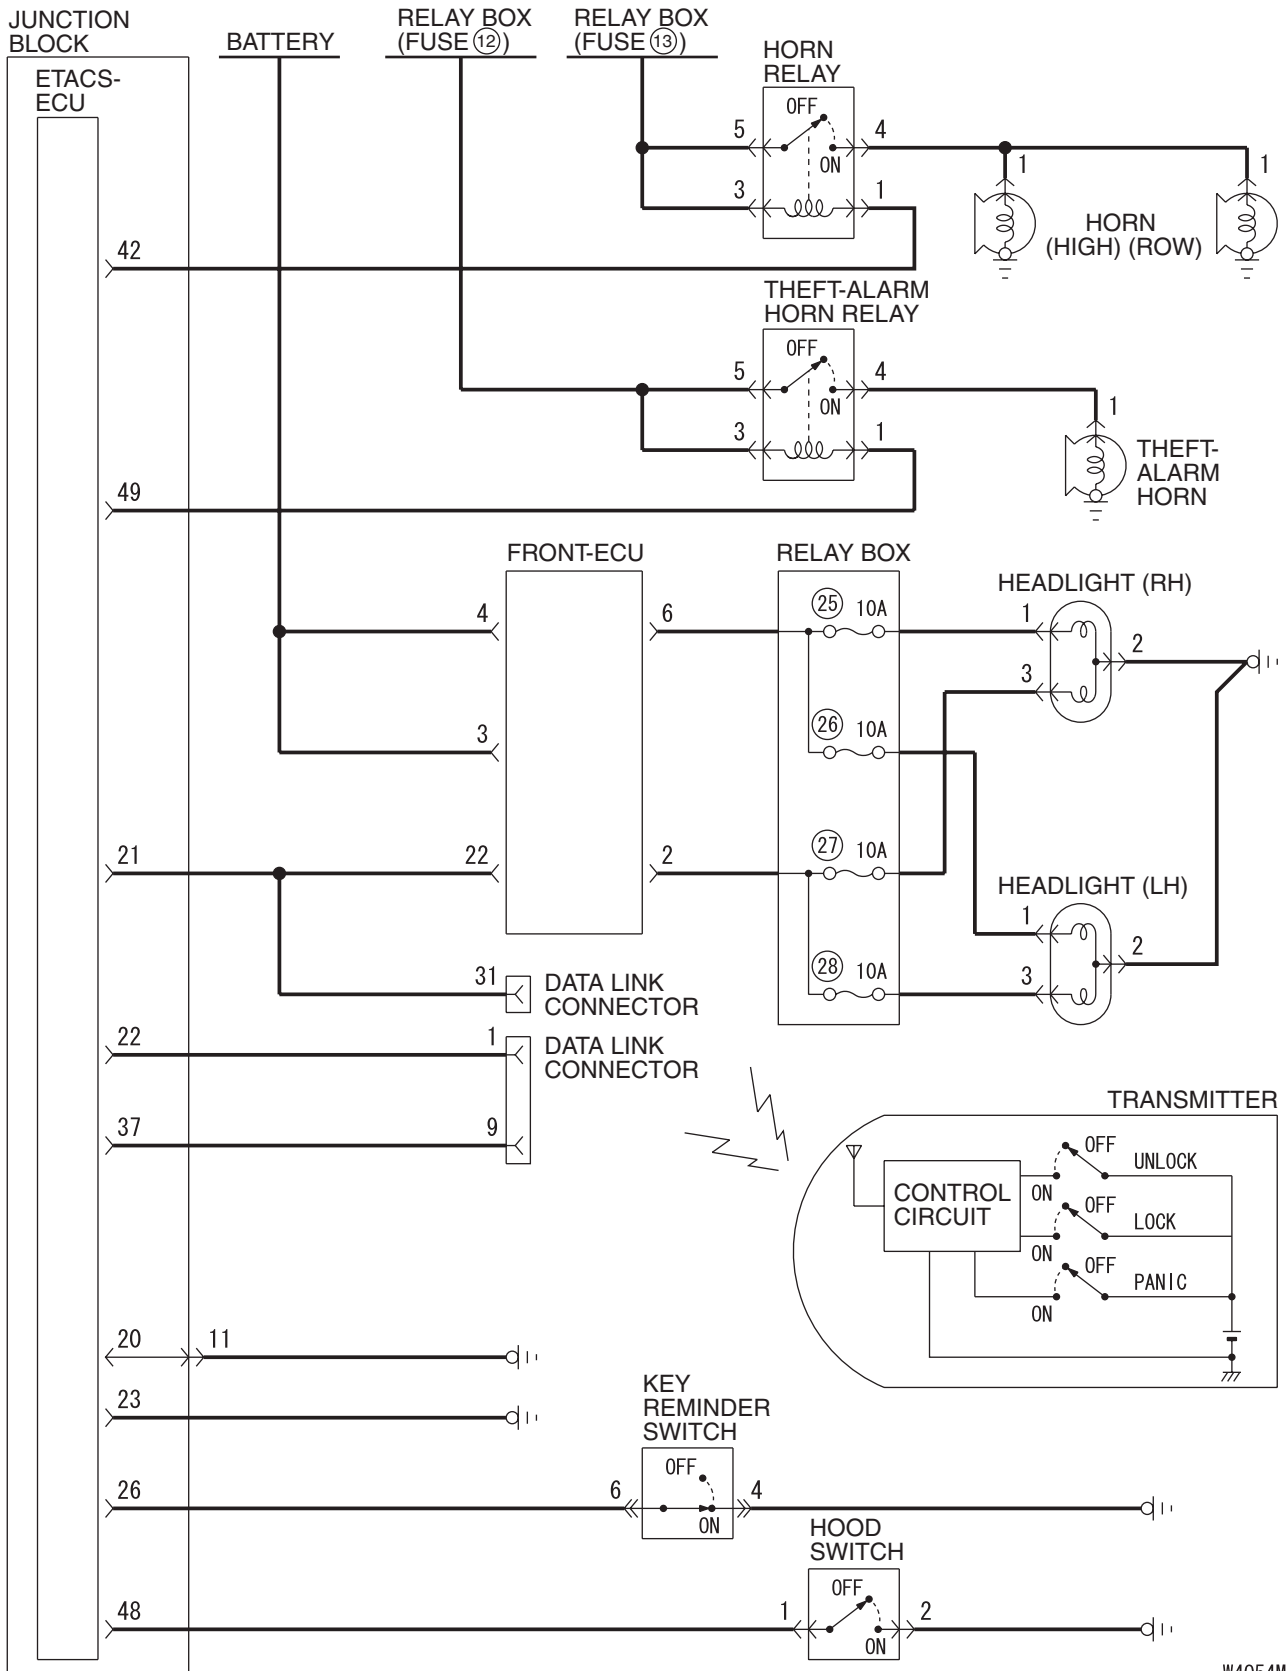 JUNCTION
BLOCK
BATTERY
RELAY BOX
(FUSE 12)
RELAY BOX
(FUSE 13)
HORN
RELAY
ETACS-
ECU
OFF
5
4
ON
1
1
3
1
HORN
(HIGH) (ROW)
42
THEFT-ALARM
HORN RELAY
OFF
5
4
ON
1
3
1
THEFT-
ALARM
HORN
49
FRONT-ECU
RELAY BOX
HEADLIGHT (RH)
4
6
25 10A
1
2
3
3
26 10A
21
22
2
27 10A
HEADLIGHT (LH)
1
2
31
DATA LINK
CONNECTOR
28 10A
3
22
1
DATA LINK
CONNECTOR
37
9
TRANSMITTER
CONTROL
CIRCUIT
OFF
UNLOCK
ON
OFF
LOCK
ON
OFF
PANIC
ON
20
11
23
KEY
REMINDER
SWITCH
OFF
26
6
4
ON
HOOD
SWITCH
OFF
48
1
2
ON